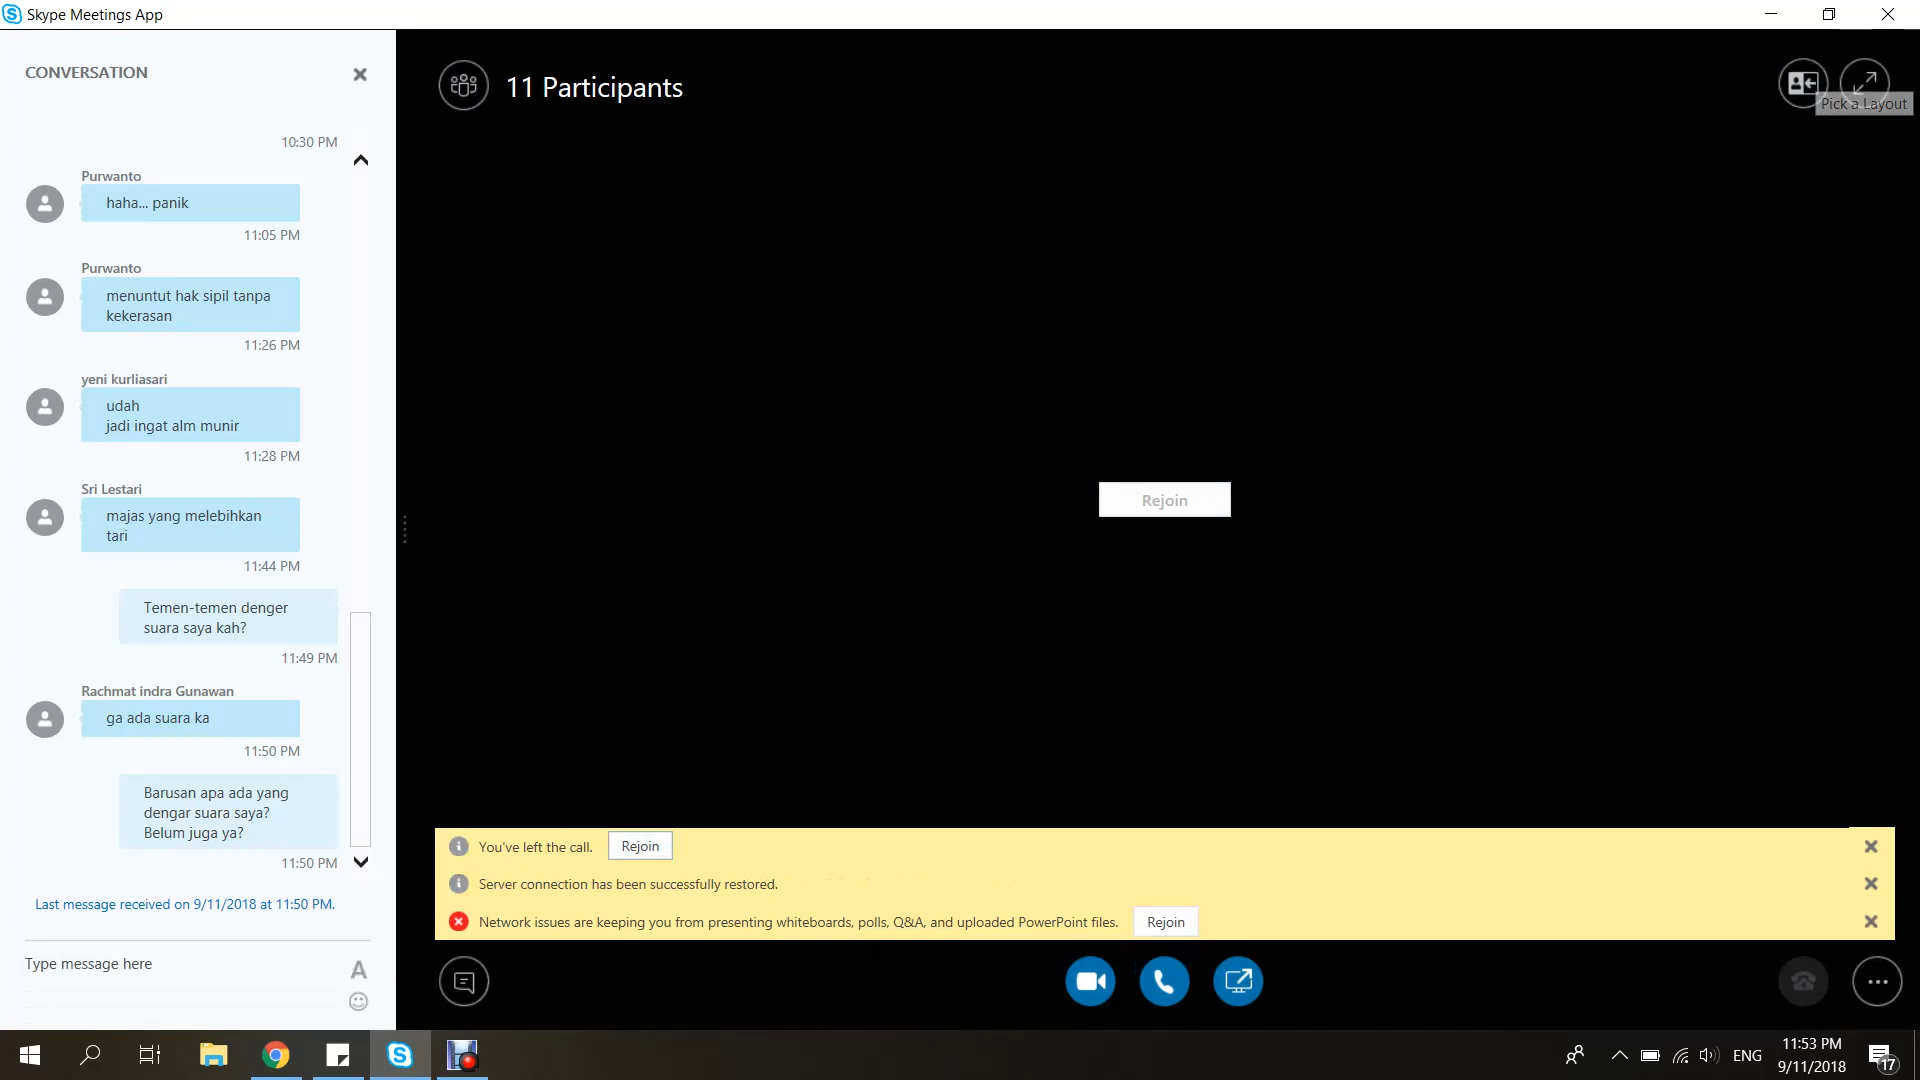 Skype Meetings App
CONVERSATION
10:30 PM
Purwanto
haha... panik
11:05 PM
Purwanto
menuntut hak sipil tanpa
kekerasan
11:26 PM
yeni kurliasari
udah
jadi ingat alm munir
11:28 PM
Sri Lestari
majas yang melebihkan
tari
11:44 PM
Temen-temen denger
suara saya kah?
11:49 PM
Rachmat indra Gunawan
ga ada suara ka
11:50 PM
Barusan apa ada yang
dengar suara saya?
Belum juga ya?
11:50 PM
Last message received on 9/11/2018 at 11:50 PM.
Type message here
A
11 Participants
Pick a Layout
Rejoin
You've left the call. Rejoin
Server connection has been successfully restored.
Network issues are keeping you from presenting whiteboards, polls, Q&A, and uploaded PowerPoint files. Rejoin
ENG
11:53 PM
9/11/2018
17